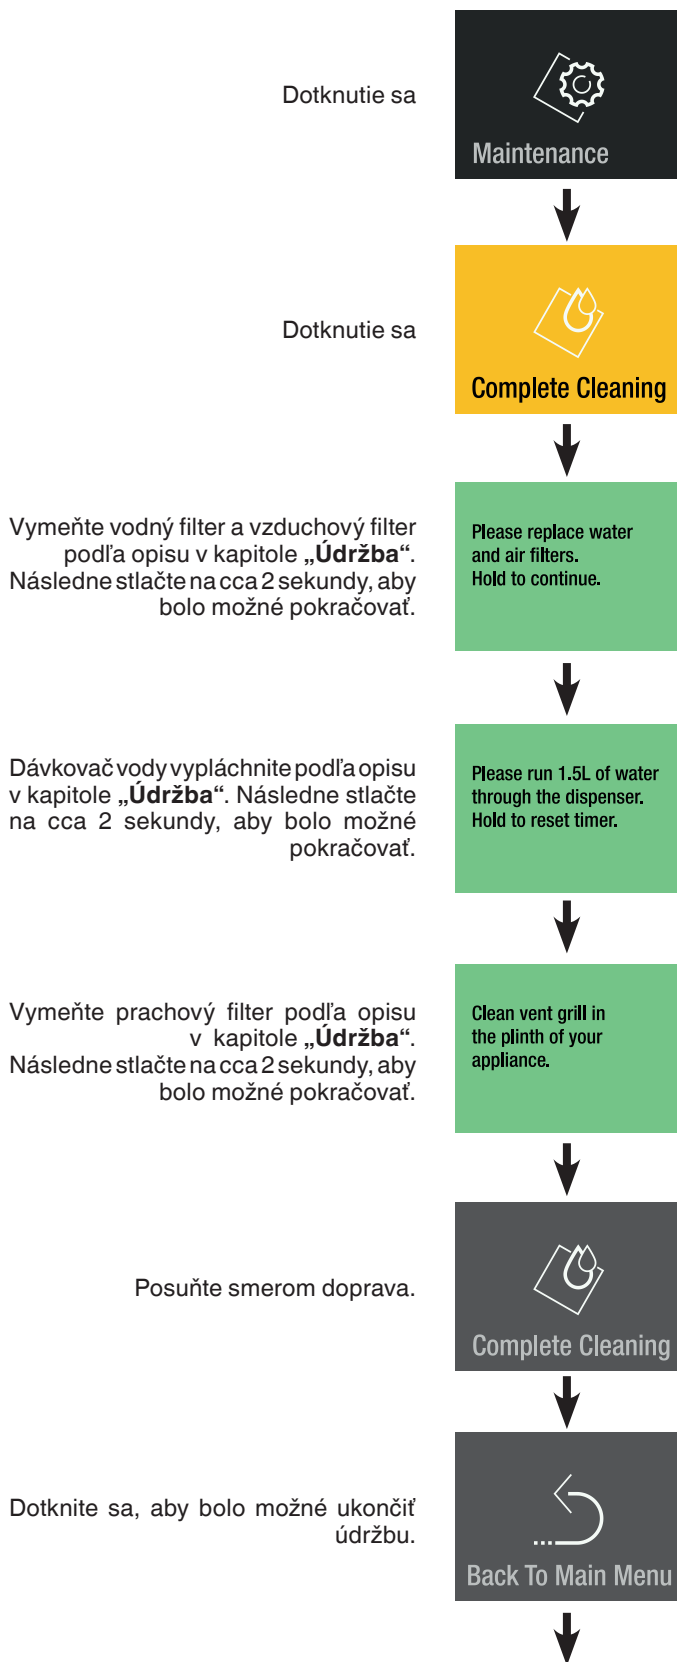 Dotknutie sa
Maintenance
Dotknutie sa
Complete Cleaning
Vymeňte vodný filter a vzduchový filter
podľa opisu v kapitole „Údržba“.
Následne stlačte na cca 2 sekundy, aby
bolo možné pokračovať.
Please replace water
and air filters.
Hold to continue.
Dávkovač vody vypláchnite podľa opisu
v kapitole „Údržba“. Následne stlačte
na cca 2 sekundy, aby bolo možné
pokračovať.
Please run 1.5L of water
through the dispenser.
Hold to reset timer.
Vymeňte prachový filter podľa opisu
v kapitole „Údržba“.
Následne stlačte na cca 2 sekundy, aby
bolo možné pokračovať.
Clean vent grill in
the plinth of your
appliance.
Posuňte smerom doprava.
Complete Cleaning
Dotknite sa, aby bolo možné ukončiť
údržbu.
Back To Main Menu